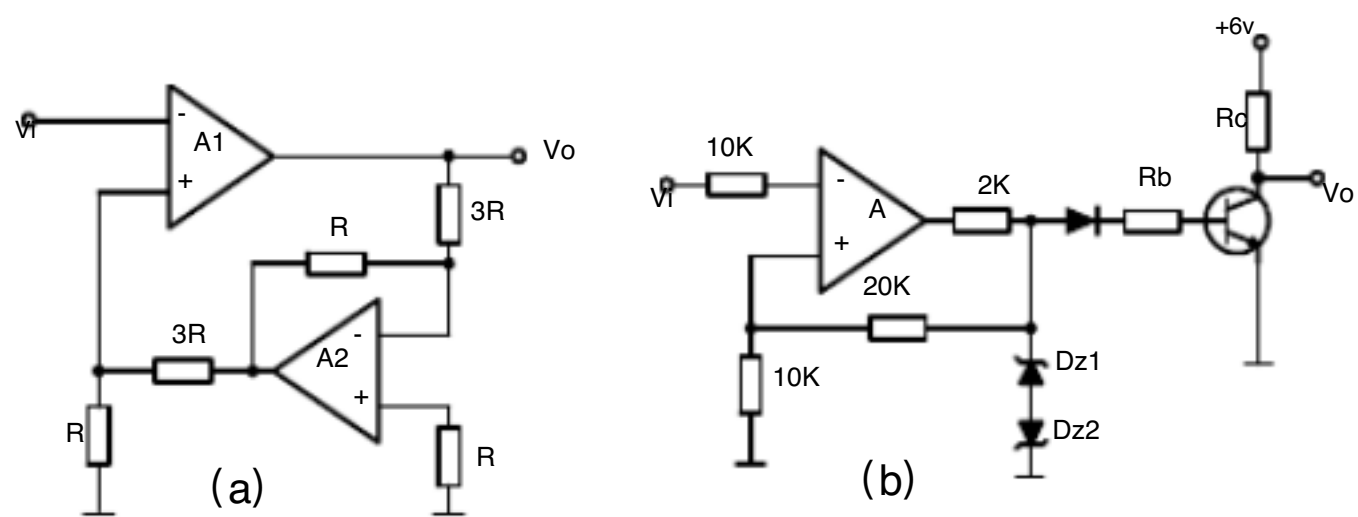 Vi
-
A1
+
Vo
3R
R
3R
A2
-
+
R
R
(a)
+6v
Rc
Vo
10K
Vi
-
A
+
2K
Rb
20K
10K
Dz1
Dz2
(b)